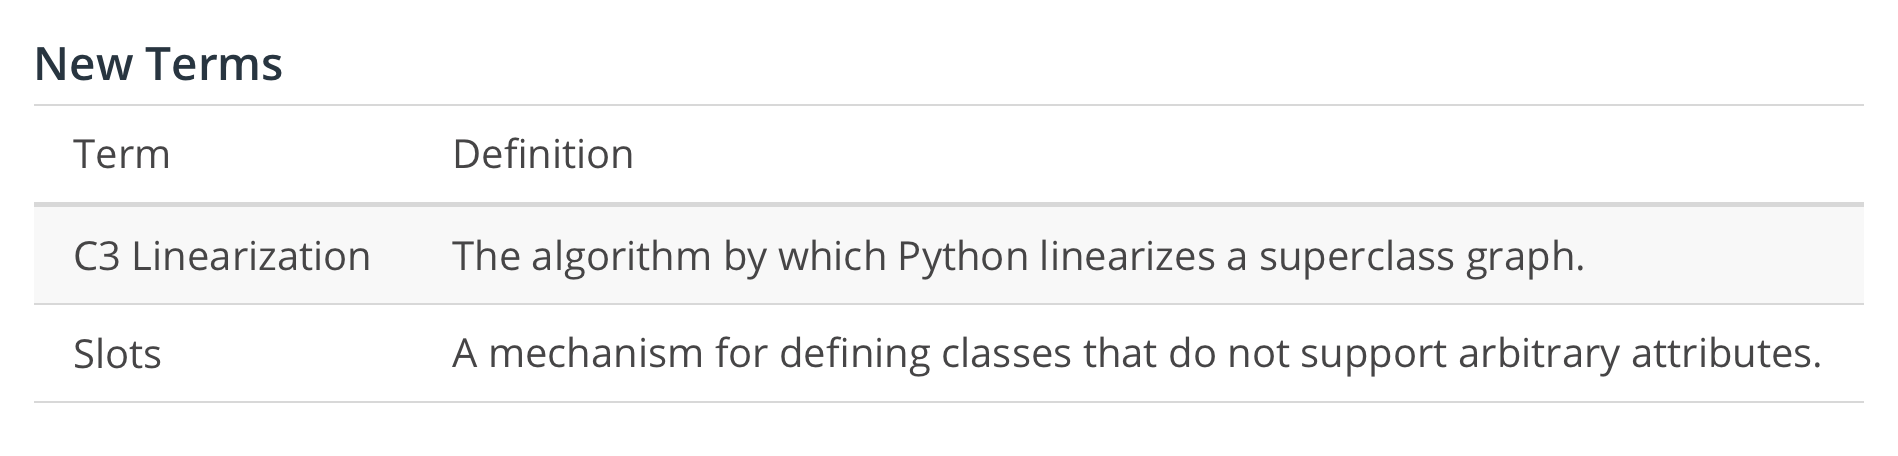 New Terms
Term Definition
C3 Linearization The algorithm by which Python linearizes a superclass graph.
Slots A mechanism for defining classes that do not support arbitrary attributes.